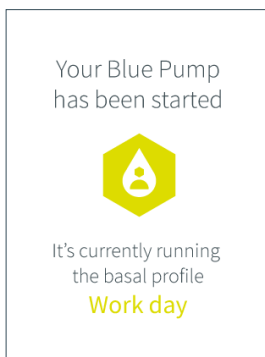 Your Blue Pump
has been started
It's currently running
the basal profile
Work day